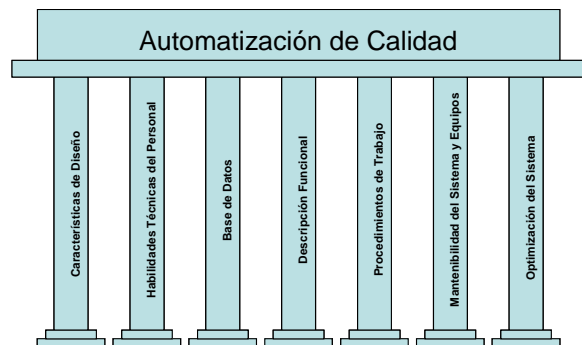 Automatización de Calidad
Características de Diseño
Habilidades Técnicas del Personal
Base de Datos
Descripción Funcional
Procedimientos de Trabajo
Mantenibilidad del Sistema y Equipos
Optimización del Sistema